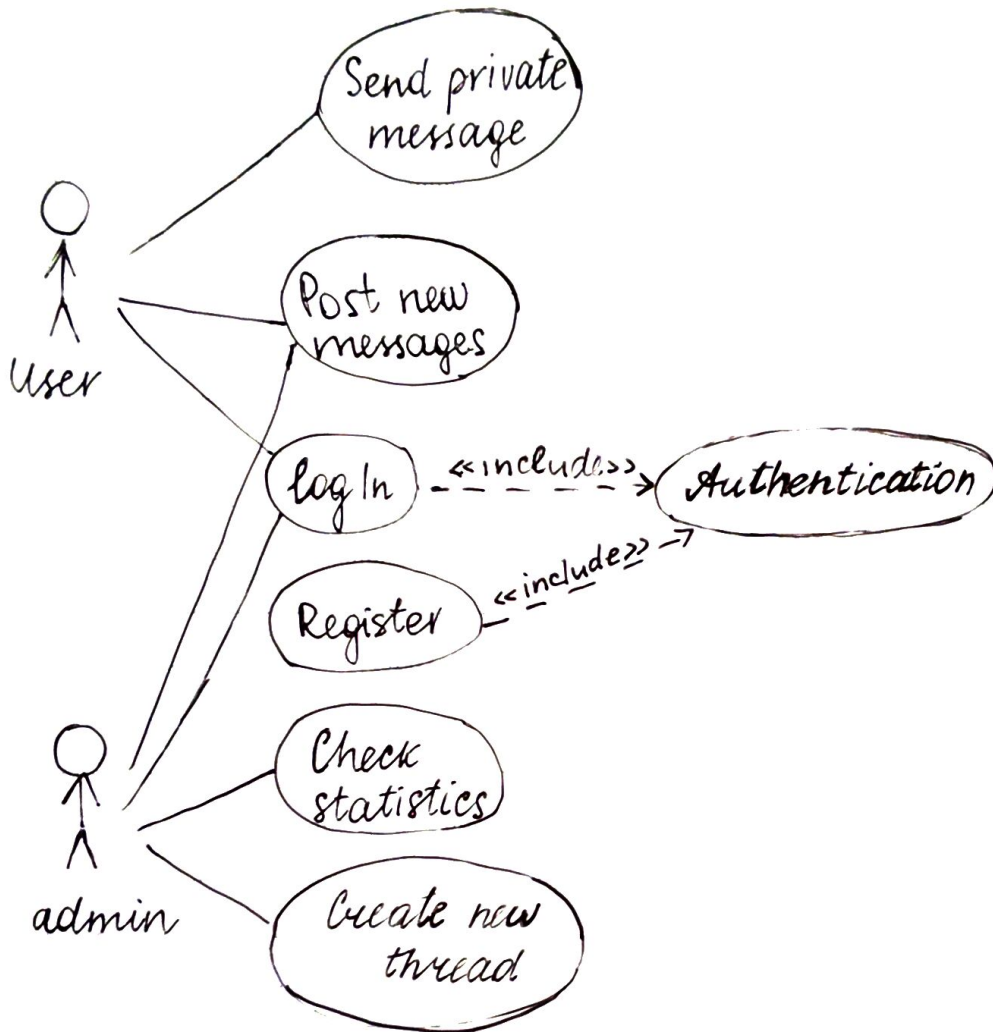 Send private
message
Post new
messages
User
log In
<<include>>
Authentication
<<include>>
Register
Check
statistics
admin
Create new
thread